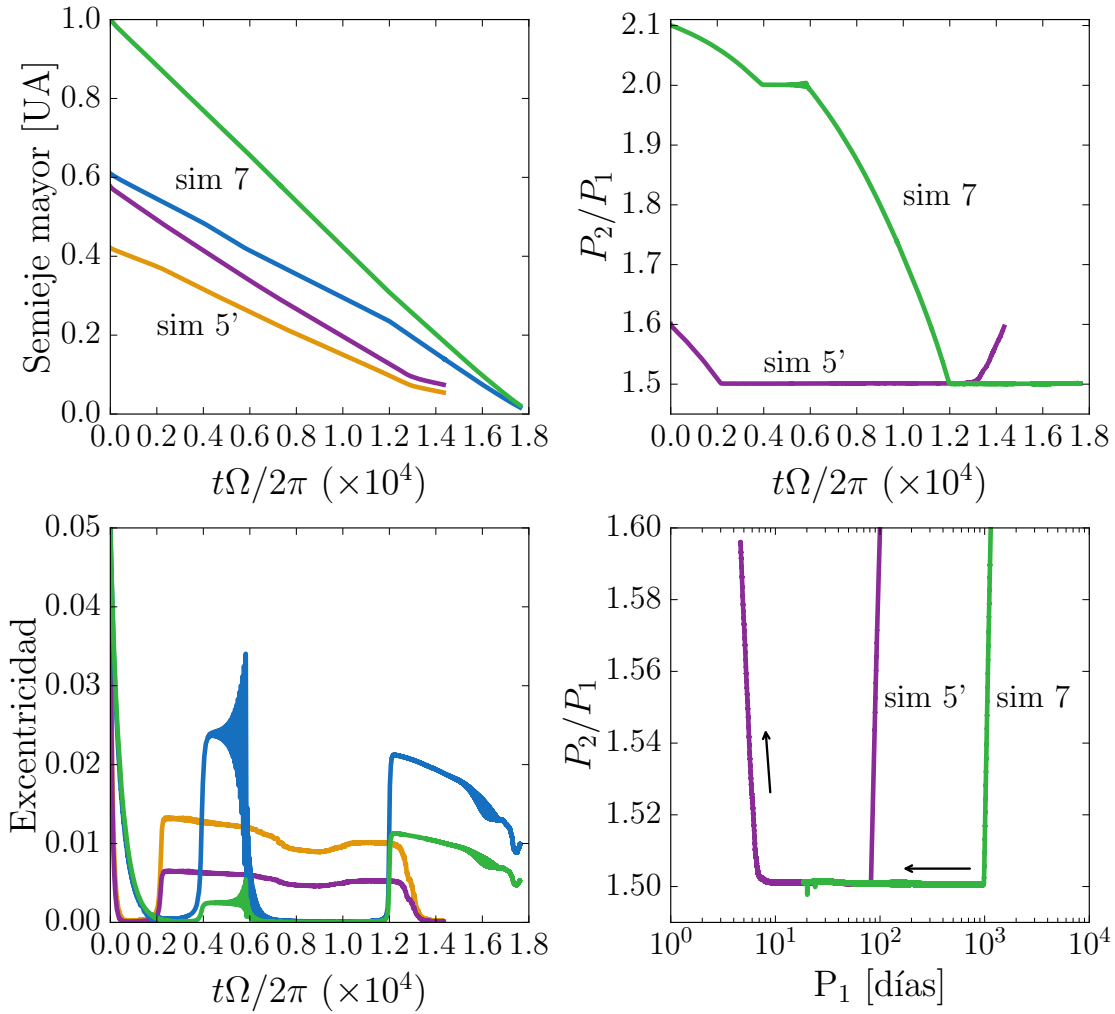 1.0
0.8
0.6
0.4
0.2
0.0
Semieje mayor [UA]
sim 7
sim 5'
0.0 0.2 0.4 0.6 0.8 1.0 1.2 1.4 1.6 1.8
tΩ/2π (×10⁴)
2.1
2.0
1.9
1.8
1.7
1.6
1.5
P₂/P₁
sim 7
sim 5'
0.0 0.2 0.4 0.6 0.8 1.0 1.2 1.4 1.6 1.8
tΩ/2π (×10⁴)
0.05
0.04
0.03
0.02
0.01
0.00
Excentricidad
0.0 0.2 0.4 0.6 0.8 1.0 1.2 1.4 1.6 1.8
tΩ/2π (×10⁴)
1.60
1.58
1.56
1.54
1.52
1.50
P₂/P₁
sim 5'
sim 7
10⁰ 10¹ 10² 10³ 10⁴
P₁ [días]